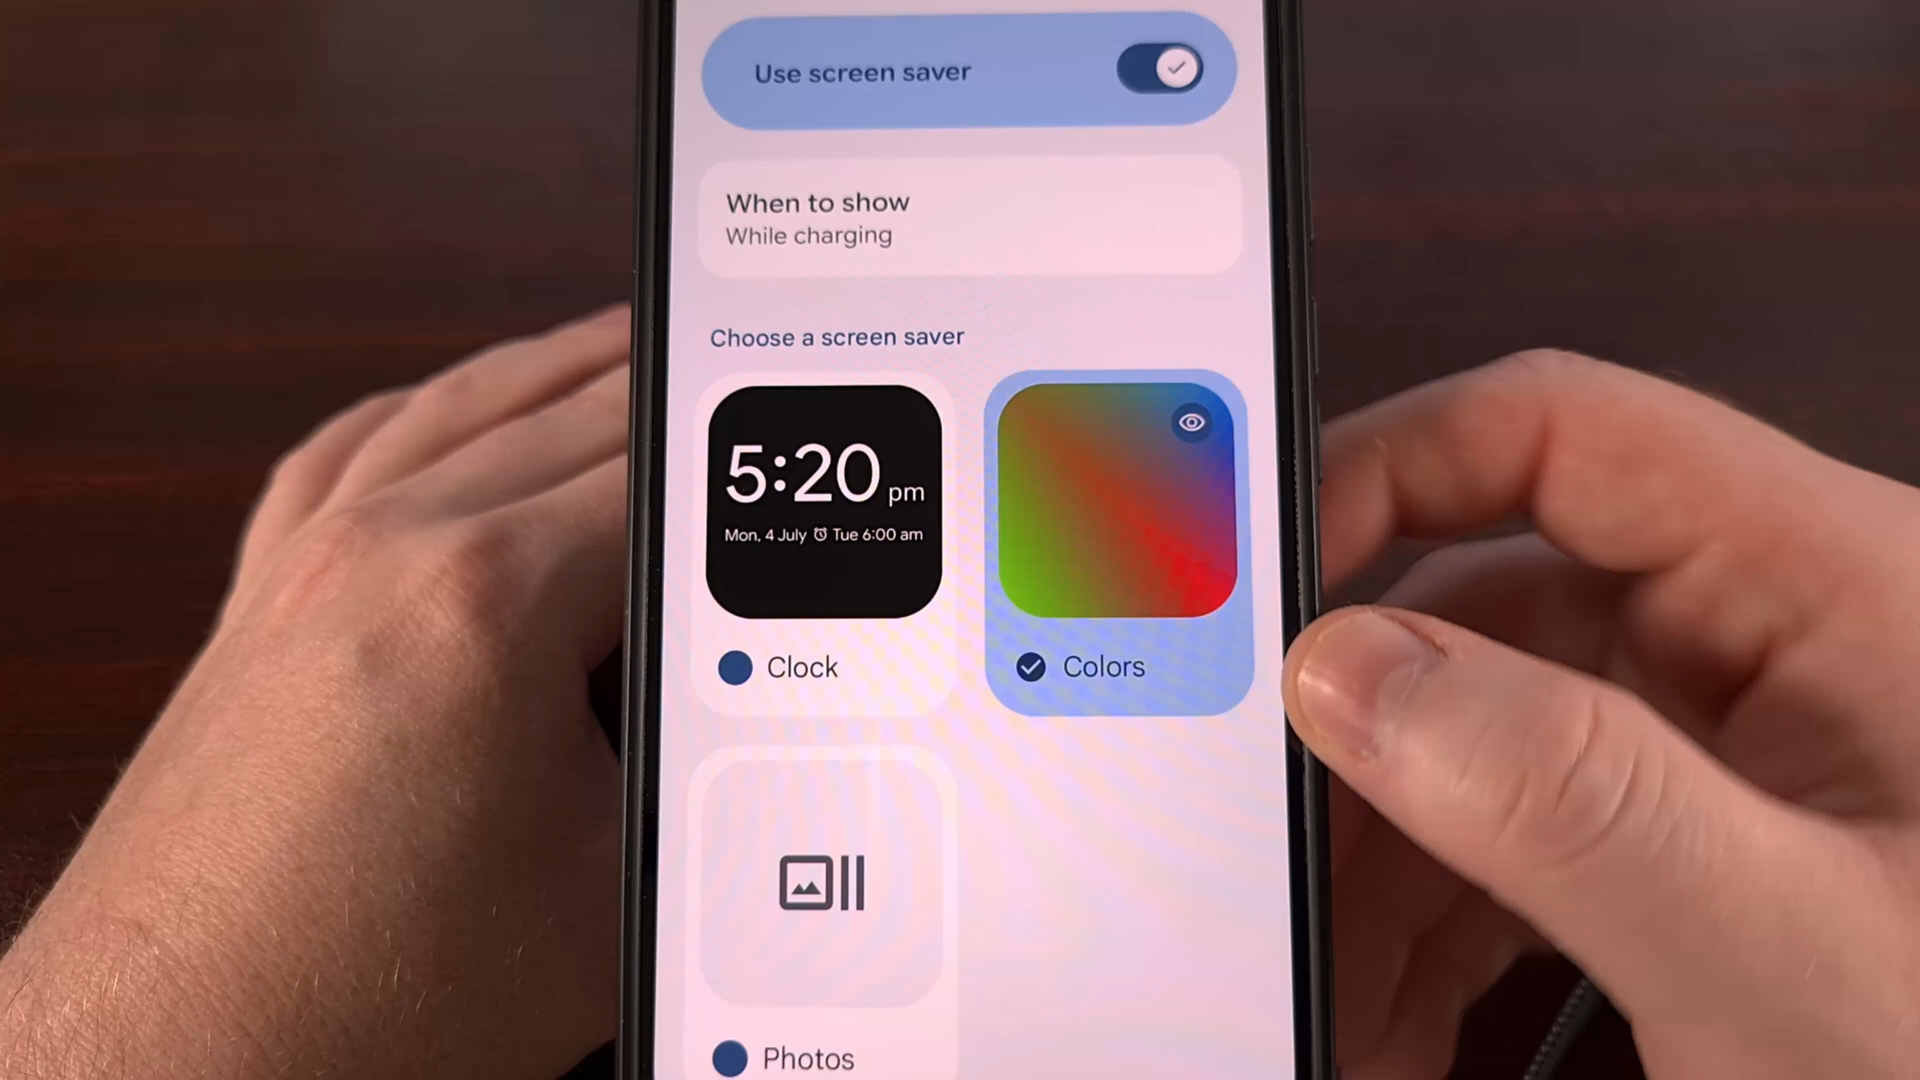 Use screen saver
When to show
While charging
Choose a screen saver
5:20 pm
Mon, 4 July Tue 6:00 am
Clock
Colors
Photos